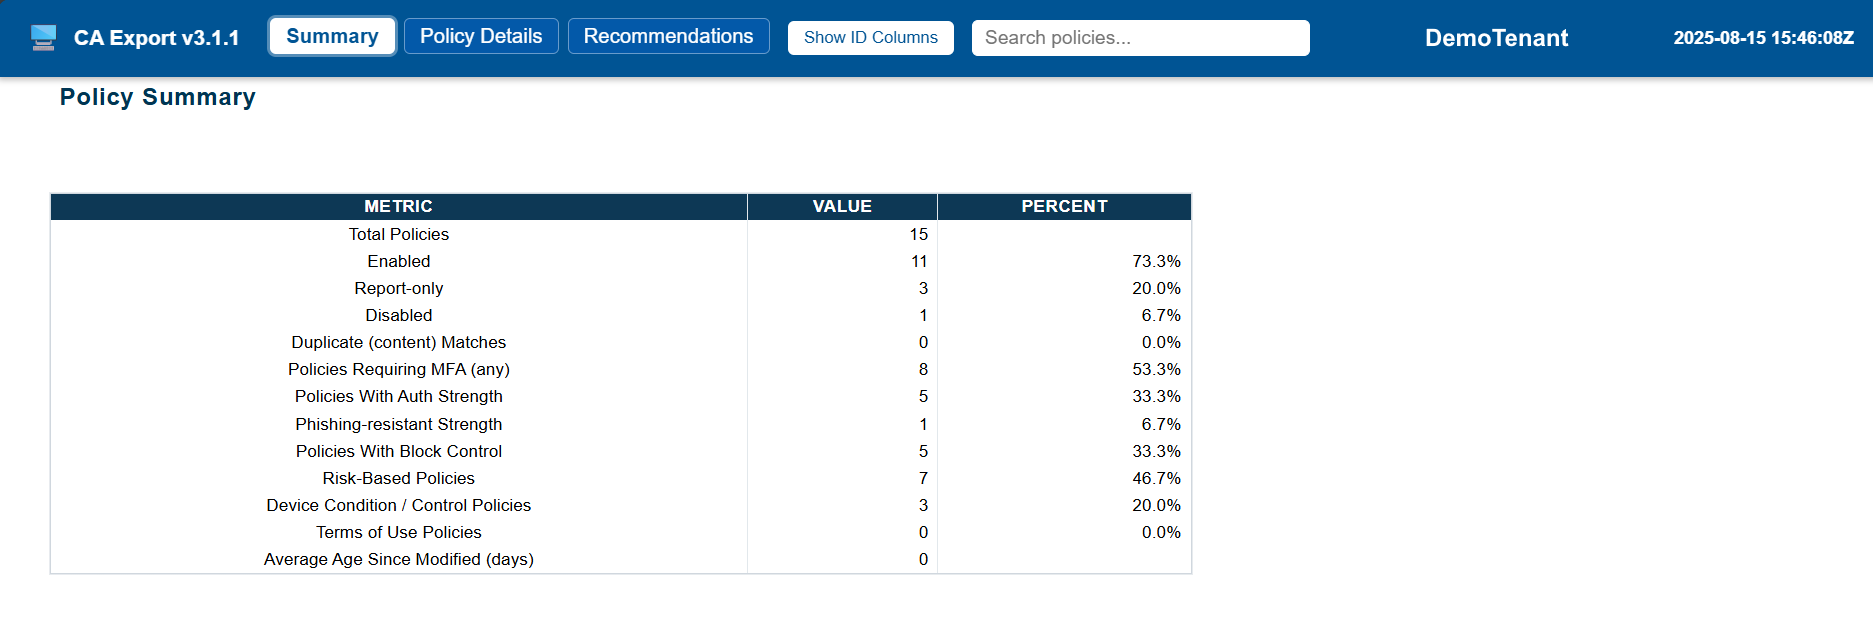 CA Export v3.1.1 Summary Policy Details Recommendations Show ID Columns Search policies... DemoTenant 2025-08-15 15:46:08Z
Policy Summary
METRIC VALUE PERCENT
Total Policies 15
Enabled 11 73.3%
Report-only 3 20.0%
Disabled 1 6.7%
Duplicate (content) Matches 0 0.0%
Policies Requiring MFA (any) 8 53.3%
Policies With Auth Strength 5 33.3%
Phishing-resistant Strength 1 6.7%
Policies With Block Control 5 33.3%
Risk-Based Policies 7 46.7%
Device Condition / Control Policies 3 20.0%
Terms of Use Policies 0 0.0%
Average Age Since Modified (days) 0